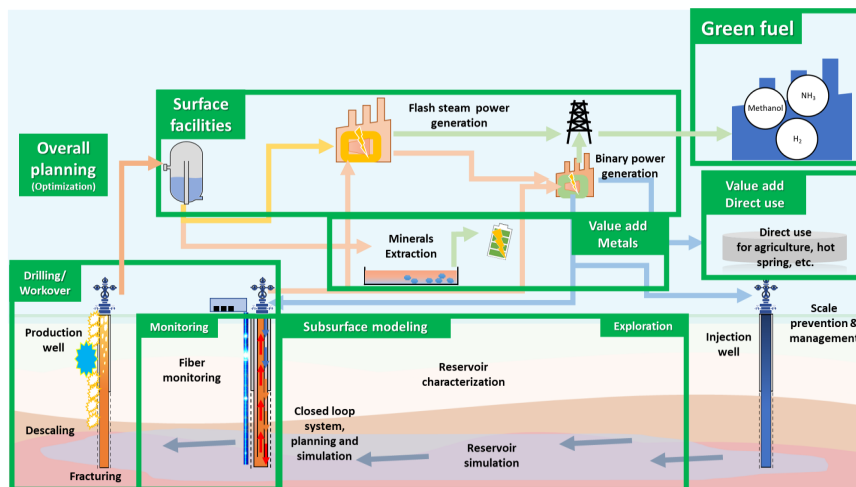 Green fuel
Methanol
NH₃
H₂
Surface
facilities
Flash steam power
generation
Overall
planning
(Optimization)
Binary power
generation
Value add
Direct use
Direct use
for agriculture, hot
spring, etc.
Minerals
Extraction
Value add
Metals
Drilling/
Workover
Production
well
Monitoring
Fiber
monitoring
Subsurface modeling
Exploration
Injection
well
Scale
prevention &
management
Reservoir
characterization
Descaling
Closed loop
system,
planning and
simulation
Reservoir
simulation
Fracturing